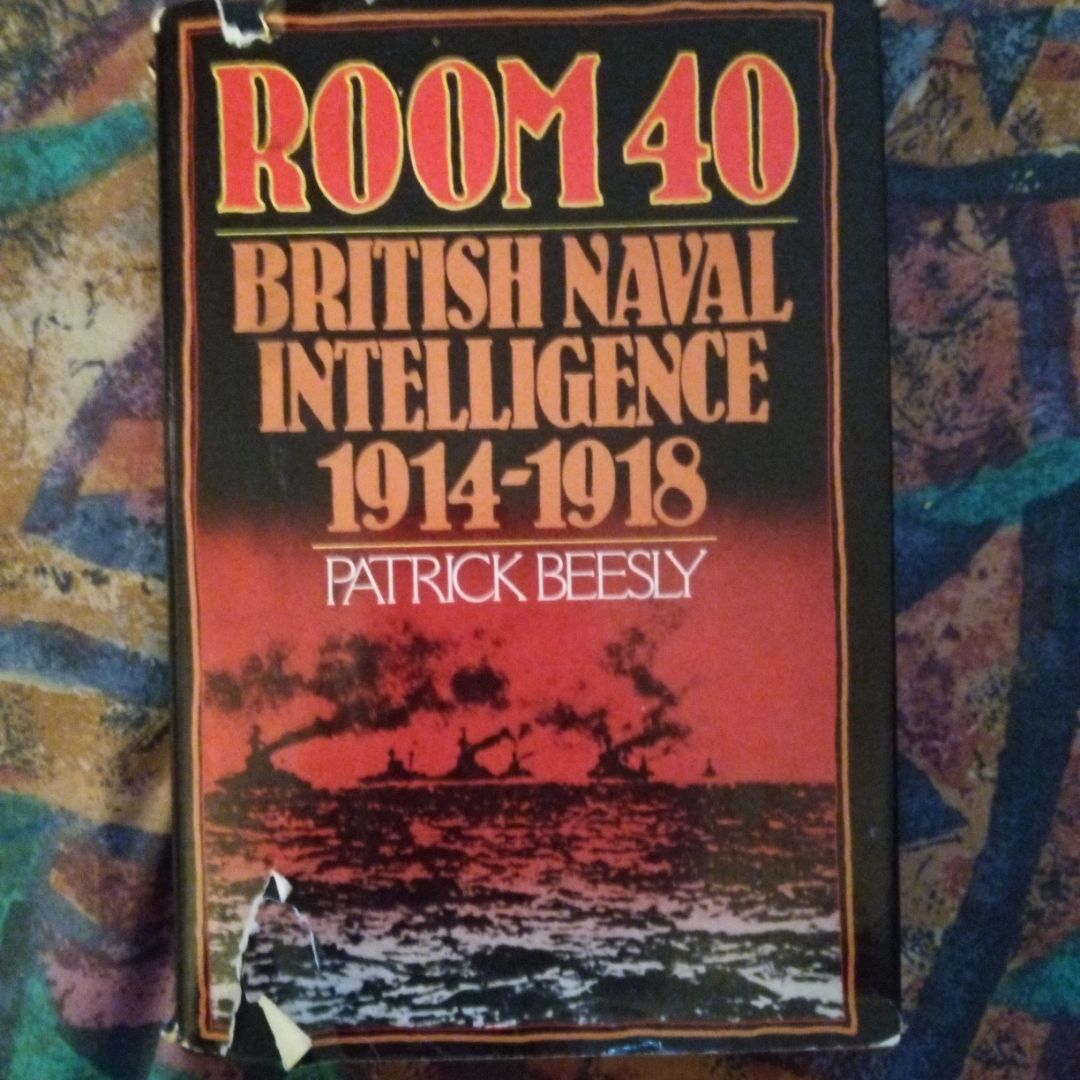 ROOM 40
BRITISH NAVAL
INTELLIGENCE
1914-1918
PATRICK BEESLY